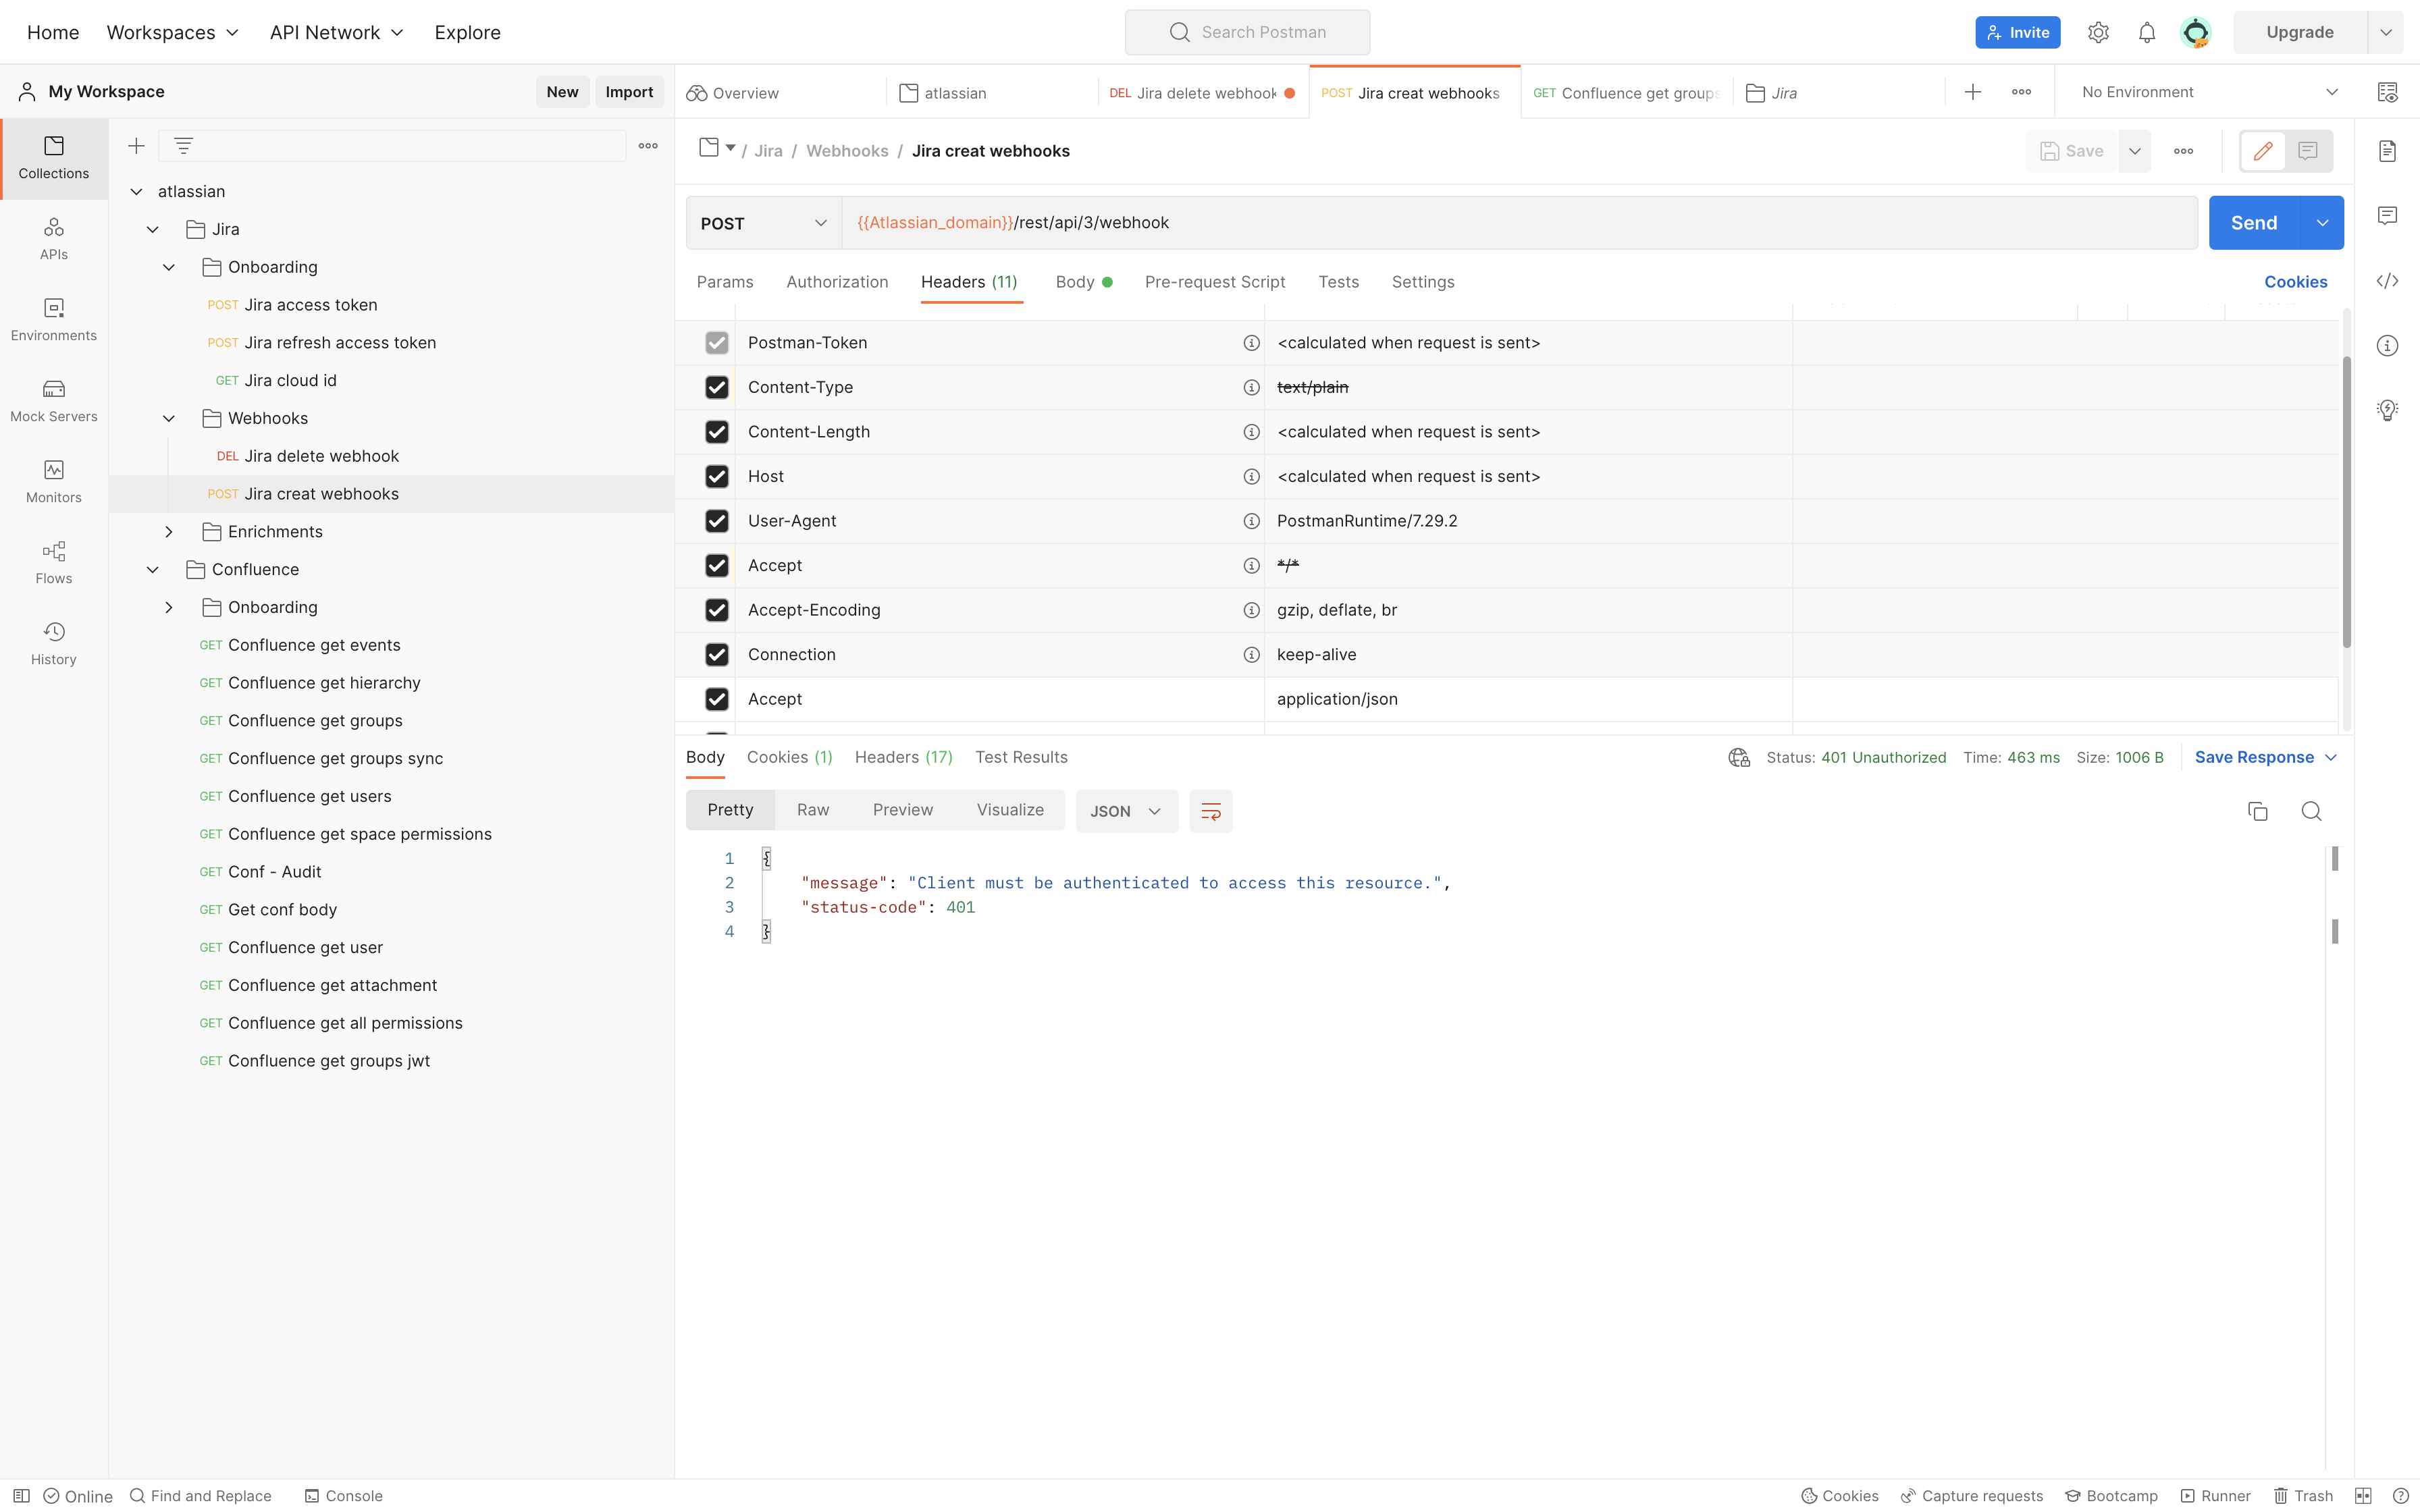 Home Workspaces API Network Explore Search Postman Invite Upgrade
My Workspace New Import Overview atlassian DEL Jira delete webhook POST Jira creat webhooks GET Confluence get groups Jira No Environment
Collections
APIs
Environments
Mock Servers
Monitors
Flows
History
atlassian
Jira
Onboarding
POST Jira access token
POST Jira refresh access token
GET Jira cloud id
Webhooks
DEL Jira delete webhook
POST Jira creat webhooks
Enrichments
Confluence
Onboarding
GET Confluence get events
GET Confluence get hierarchy
GET Confluence get groups
GET Confluence get groups sync
GET Confluence get users
GET Confluence get space permissions
GET Conf - Audit
GET Get conf body
GET Confluence get user
GET Confluence get attachment
GET Confluence get all permissions
GET Confluence get groups jwt
/ Jira / Webhooks / Jira creat webhooks Save
POST {{Atlassian_domain}}/rest/api/3/webhook Send
Params Authorization Headers (11) Body Pre-request Script Tests Settings Cookies
Postman-Token <calculated when request is sent>
Content-Type text/plain
Content-Length <calculated when request is sent>
Host <calculated when request is sent>
User-Agent PostmanRuntime/7.29.2
Accept */*
Accept-Encoding gzip, deflate, br
Connection keep-alive
Accept application/json
Body Cookies (1) Headers (17) Test Results Status: 401 Unauthorized Time: 463 ms Size: 1006 B Save Response
Pretty Raw Preview Visualize JSON
1 {
2 "message": "Client must be authenticated to access this resource.",
3 "status-code": 401
4 }
Online Find and Replace Console Cookies Capture requests Bootcamp Runner Trash